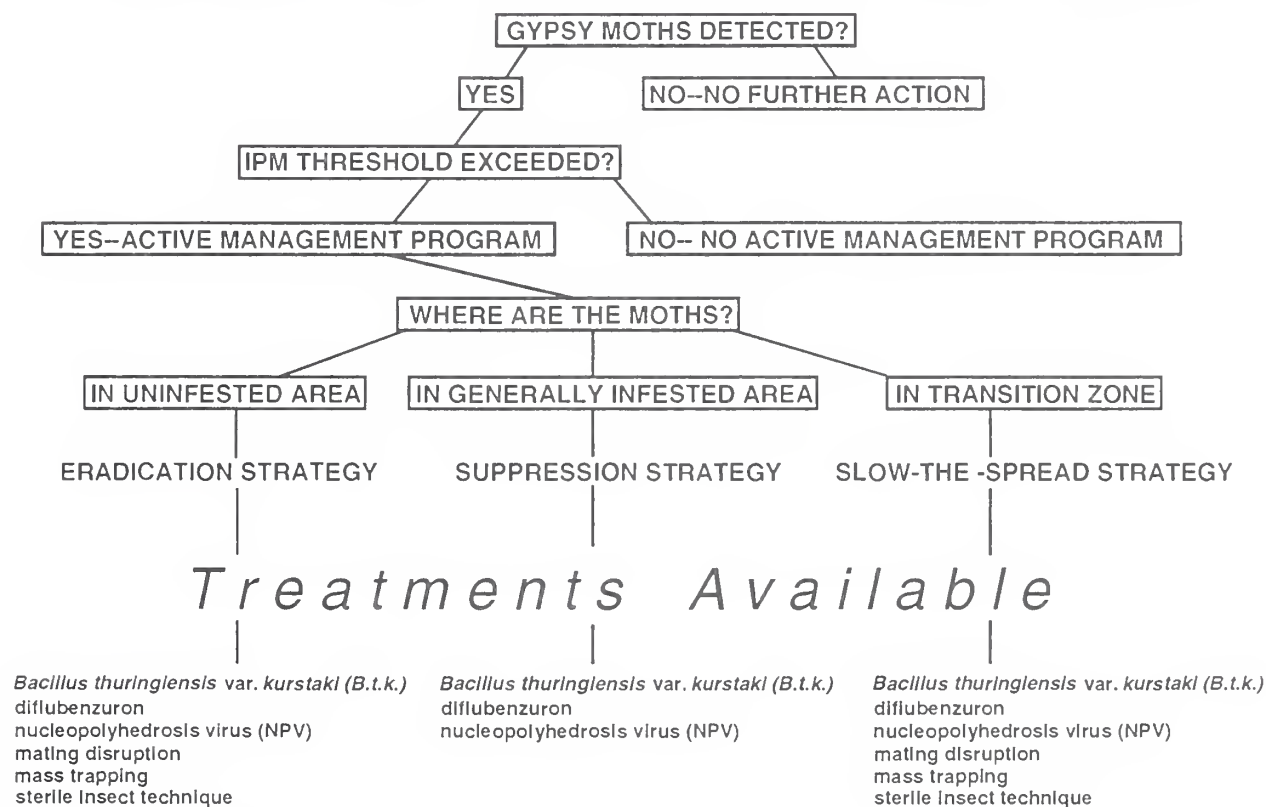 GYPSY MOTHS DETECTED?
YES
NO--NO FURTHER ACTION
IPM THRESHOLD EXCEEDED?
YES--ACTIVE MANAGEMENT PROGRAM
NO-- NO ACTIVE MANAGEMENT PROGRAM
WHERE ARE THE MOTHS?
IN UNINFESTED AREA
IN GENERALLY INFESTED AREA
IN TRANSITION ZONE
ERADICATION STRATEGY
SUPPRESSION STRATEGY
SLOW-THE -SPREAD STRATEGY
Treatments Available
Bacillus thuringiensis var. kurstaki (B.t.k.)
diflubenzuron
nucleopolyhedrosis virus (NPV)
mating disruption
mass trapping
sterile insect technique
Bacillus thuringiensis var. kurstaki (B.t.k.)
diflubenzuron
nucleopolyhedrosis virus (NPV)
Bacillus thuringiensis var. kurstaki (B.t.k.)
diflubenzuron
nucleopolyhedrosis virus (NPV)
mating disruption
mass trapping
sterile insect technique